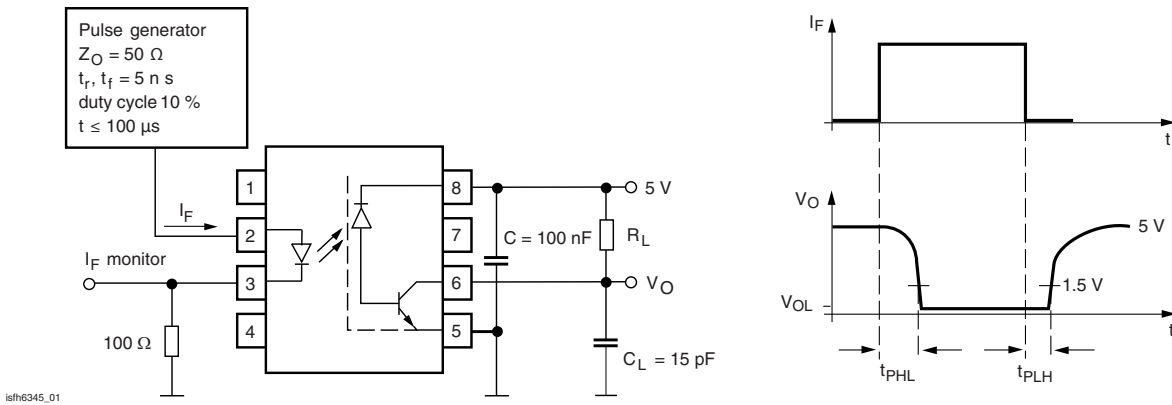 Pulse generator
Z_O = 50 Ω
t_r, t_f = 5 n s
duty cycle 10 %
t ≤ 100 µs
1
2
3
4
8
7
6
5
I_F
I_F monitor
100 Ω
C = 100 nF
R_L
5 V
V_O
C_L = 15 pF
isfh6345_01
I_F
t
V_O
5 V
1.5 V
V_OL
t
t_PHL
t_PLH